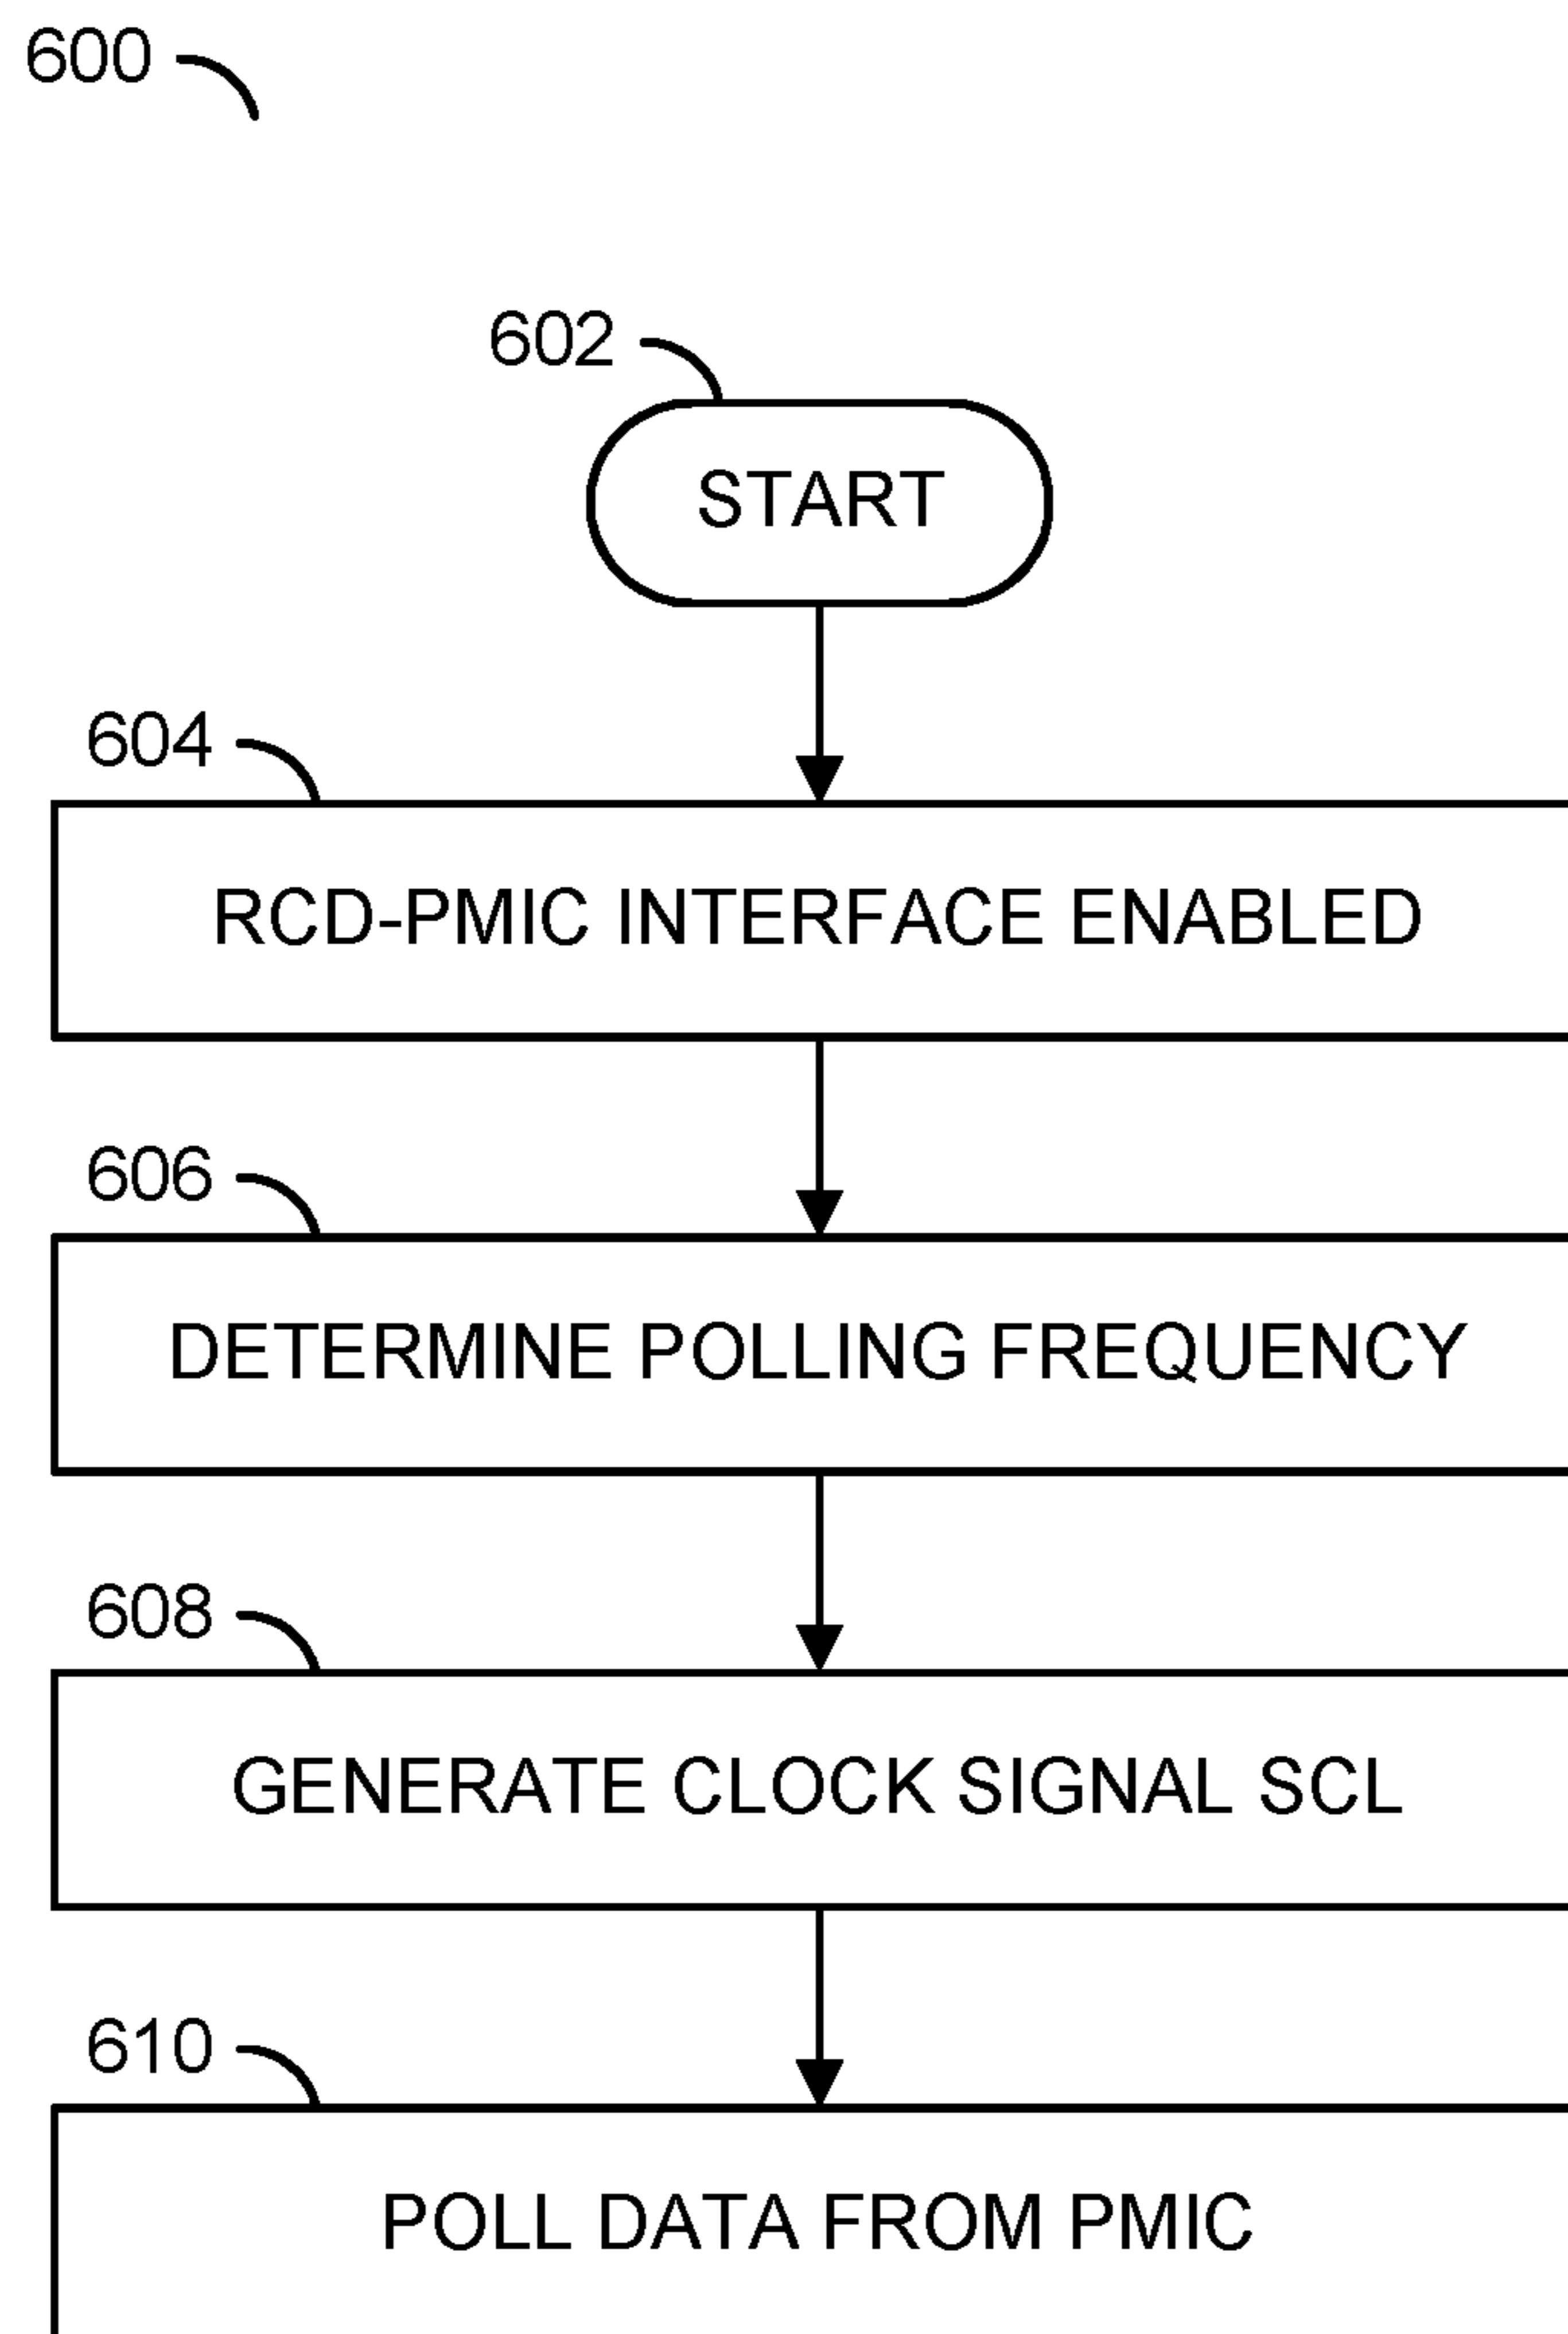 600
602
START
604
RCD-PMIC INTERFACE ENABLED
606
DETERMINE POLLING FREQUENCY
608
GENERATE CLOCK SIGNAL SCL
610
POLL DATA FROM PMIC